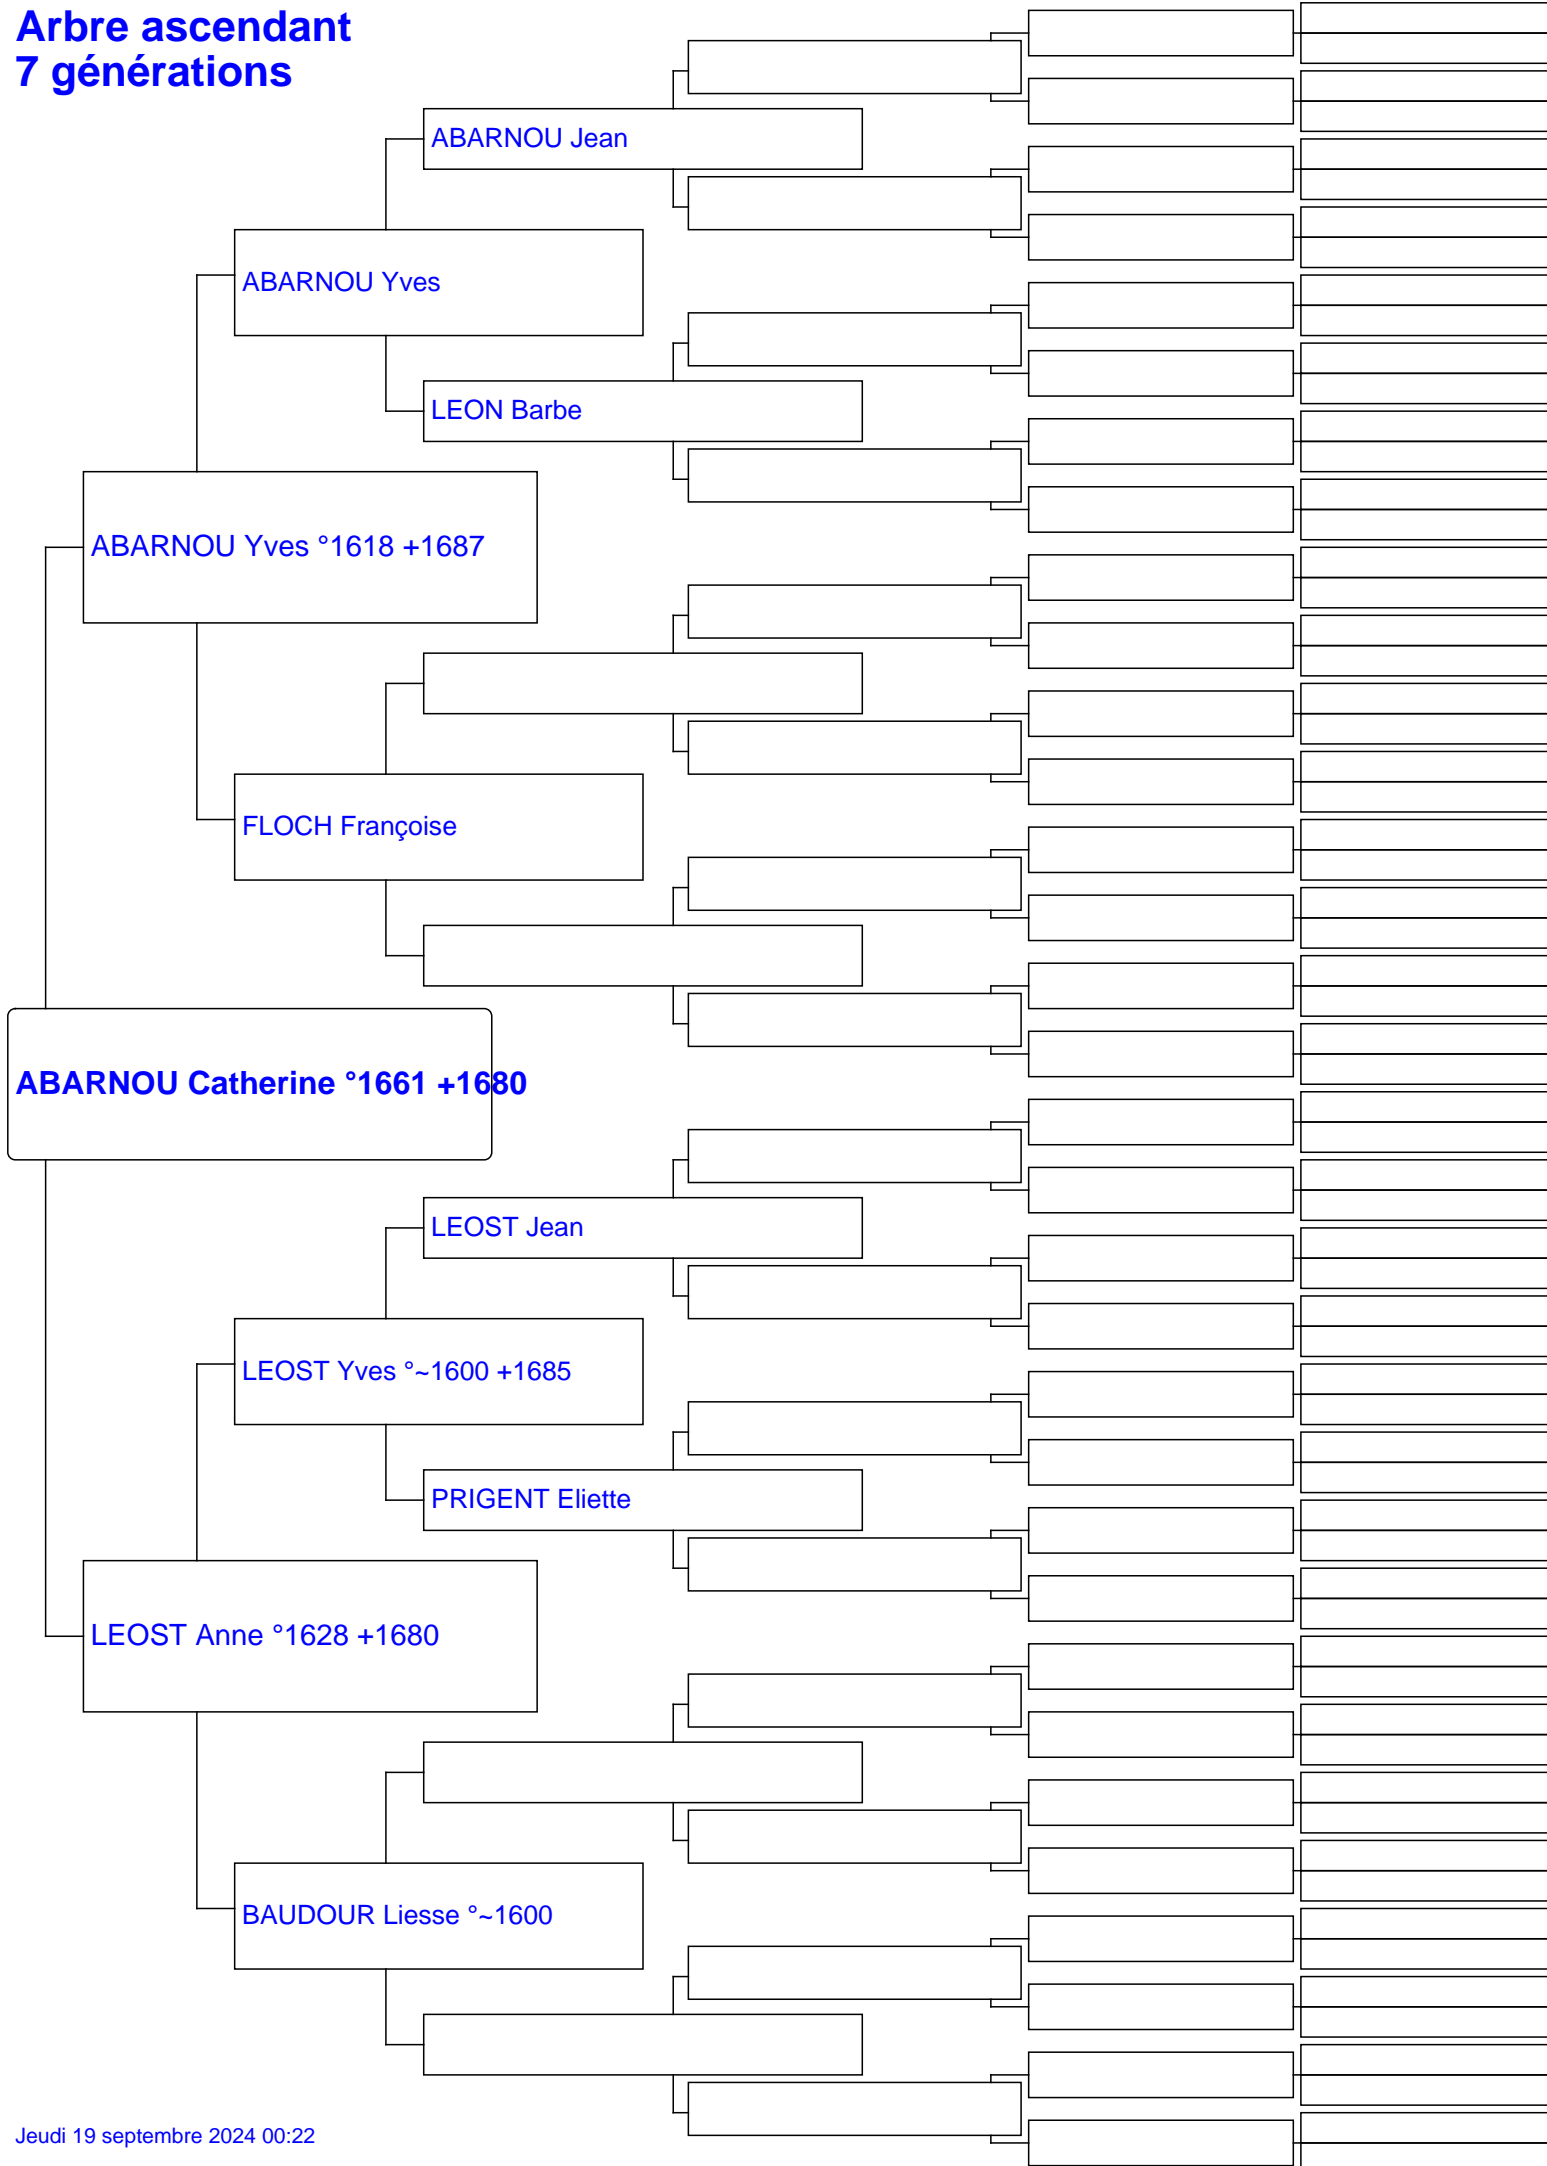 Arbre ascendant
7 générations
ABARNOU Jean
ABARNOU Yves
LEON Barbe
ABARNOU Yves °1618 +1687
FLOCH Françoise
ABARNOU Catherine °1661 +1680
LEOST Jean
LEOST Yves °~1600 +1685
PRIGENT Eliette
LEOST Anne °1628 +1680
BAUDOUR Liesse °~1600
Jeudi 19 septembre 2024 00:22